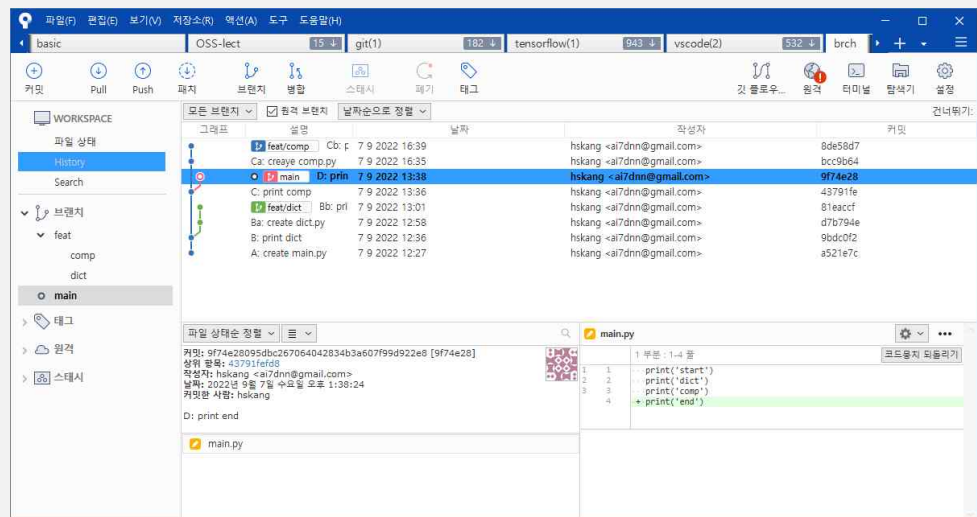 파일(F) 편집(E) 보기(V) 저장소(R) 액션(A) 도구 도움말(H)
basic OSS-lect 15 git(1) 182 tensorflow(1) 943 vscode(2) 532 brch
커밋 Pull Push 패치 브랜치 병합 스태시 폐기 태그 깃 플로우... 원격 터미널 탐색기 설정
WORKSPACE
파일 상태
History
Search
브랜치
feat
comp
dict
main
태그
원격
스태시
모든 브랜치 원격 브랜치 날짜순으로 정렬 건너뛰기:
그래프 설명 날짜 작성자 커밋
feat/comp Cb: p 7 9 2022 16:39 hskang <ai7dnn@gmail.com> 8de58d7
Ca: creaye comp.py 7 9 2022 16:35 hskang <ai7dnn@gmail.com> bcc9b64
main D: prin 7 9 2022 13:38 hskang <ai7dnn@gmail.com> 9f74e28
C: print comp 7 9 2022 13:36 hskang <ai7dnn@gmail.com> 43791fe
feat/dict Bb: pri 7 9 2022 13:01 hskang <ai7dnn@gmail.com> 81eaccf
Ba: create dict.py 7 9 2022 12:58 hskang <ai7dnn@gmail.com> d7b794e
B: print dict 7 9 2022 12:36 hskang <ai7dnn@gmail.com> 9bdc0f2
A: create main.py 7 9 2022 12:27 hskang <ai7dnn@gmail.com> a521e7c
파일 상태순 정렬
커밋: 9f74e28095dbc267064042834b3a607f99d922e8 [9f74e28]
상위 항목: 43791fefd8
작성자: hskang <ai7dnn@gmail.com>
날짜: 2022년 9월 7일 수요일 오후 1:38:24
커밋한 사람: hskang
D: print end
main.py
main.py
1 부분 : 1-4 줄 코드뭉치 되돌리기
1 1 print('start')
2 2 print('dict')
3 3 print('comp')
4 + print('end')